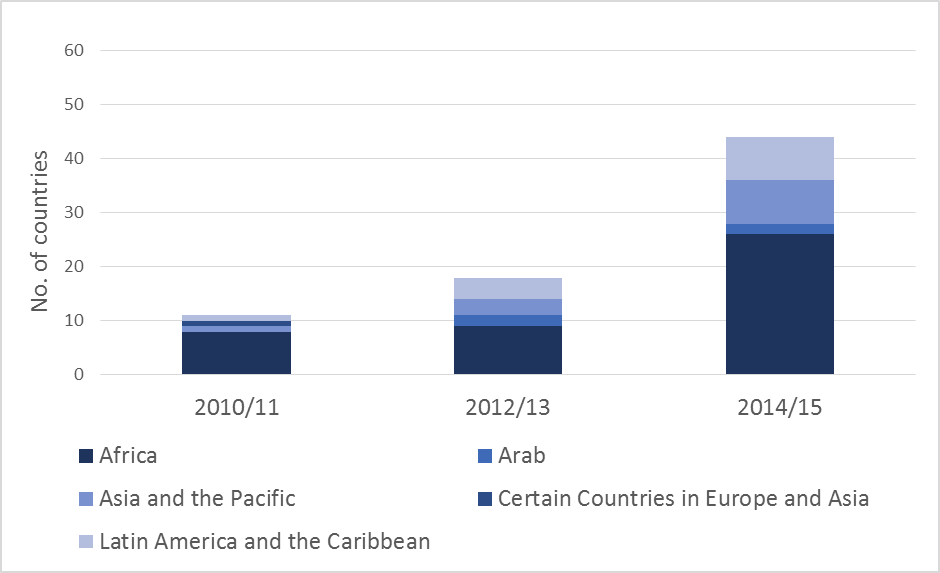 60
50
40
30
20
10
0
No. of countries
2010/11 2012/13 2014/15
Africa Arab
Asia and the Pacific Certain Countries in Europe and Asia
Latin America and the Caribbean